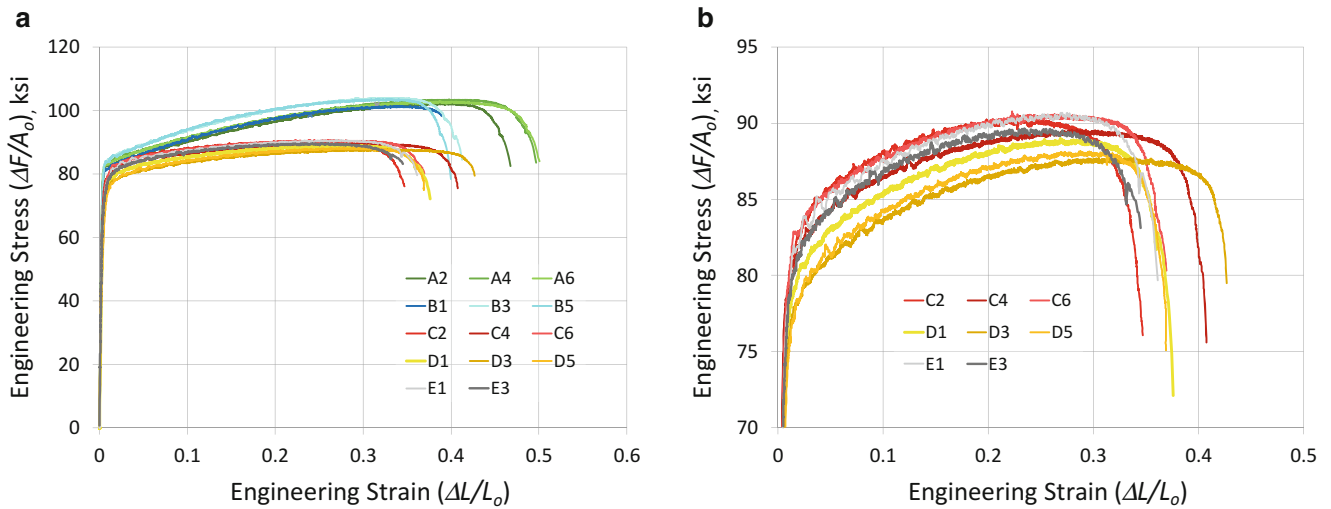 a
120
100
80
60
40
20
0
0 0.1 0.2 0.3 0.4 0.5 0.6
Engineering Stress (ΔF/Aₒ), ksi
Engineering Strain (ΔL/Lₒ)
A2 A4 A6
B1 B3 B5
C2 C4 C6
D1 D3 D5
E1 E3
b
95
90
85
80
75
70
0 0.1 0.2 0.3 0.4 0.5
Engineering Stress (ΔF/Aₒ), ksi
Engineering Strain (ΔL/Lₒ)
C2 C4 C6
D1 D3 D5
E1 E3